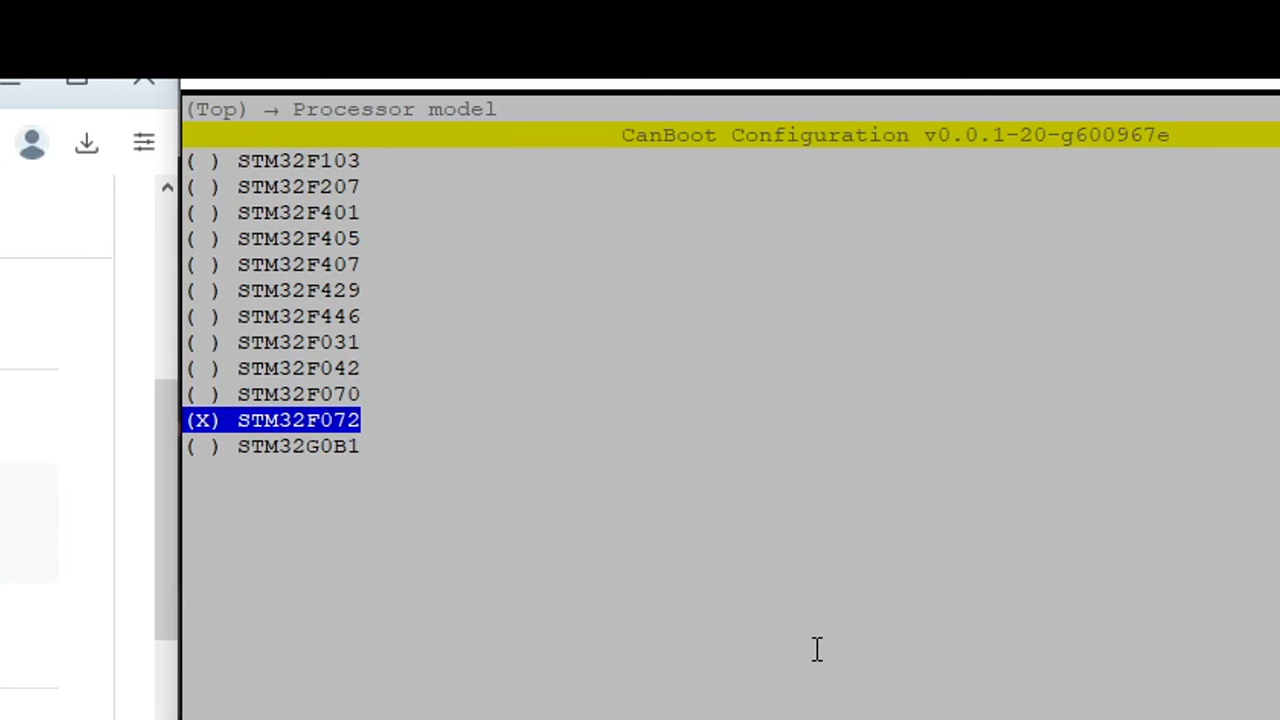 (Top) → Processor model
CanBoot Configuration v0.0.1-20-g600967e
( ) STM32F103
( ) STM32F207
( ) STM32F401
( ) STM32F405
( ) STM32F407
( ) STM32F429
( ) STM32F446
( ) STM32F031
( ) STM32F042
( ) STM32F070
(X) STM32F072
( ) STM32G0B1